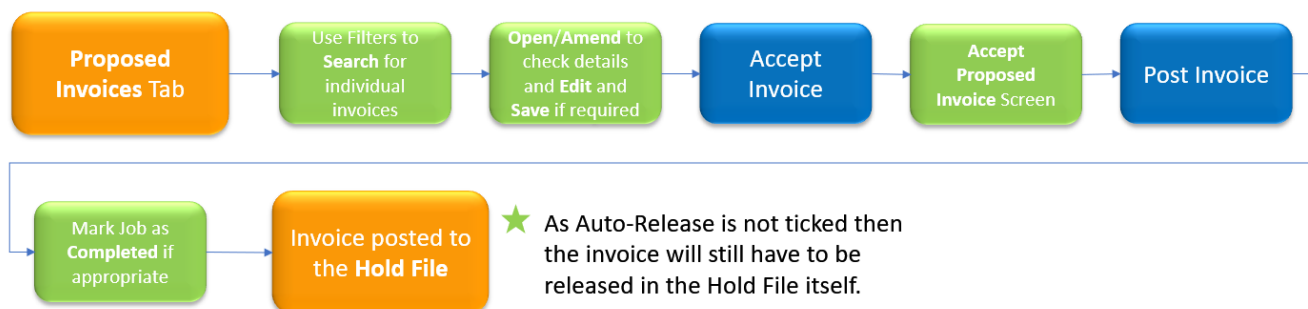 Proposed
Invoices Tab
Use Filters to
Search for
individual
invoices
Open/Amend to
check details
and Edit and
Save if required
Accept
Invoice
Accept
Proposed
Invoice Screen
Post Invoice
Mark Job as
Completed if
appropriate
Invoice posted to
the Hold File
As Auto-Release is not ticked then
the invoice will still have to be
released in the Hold File itself.